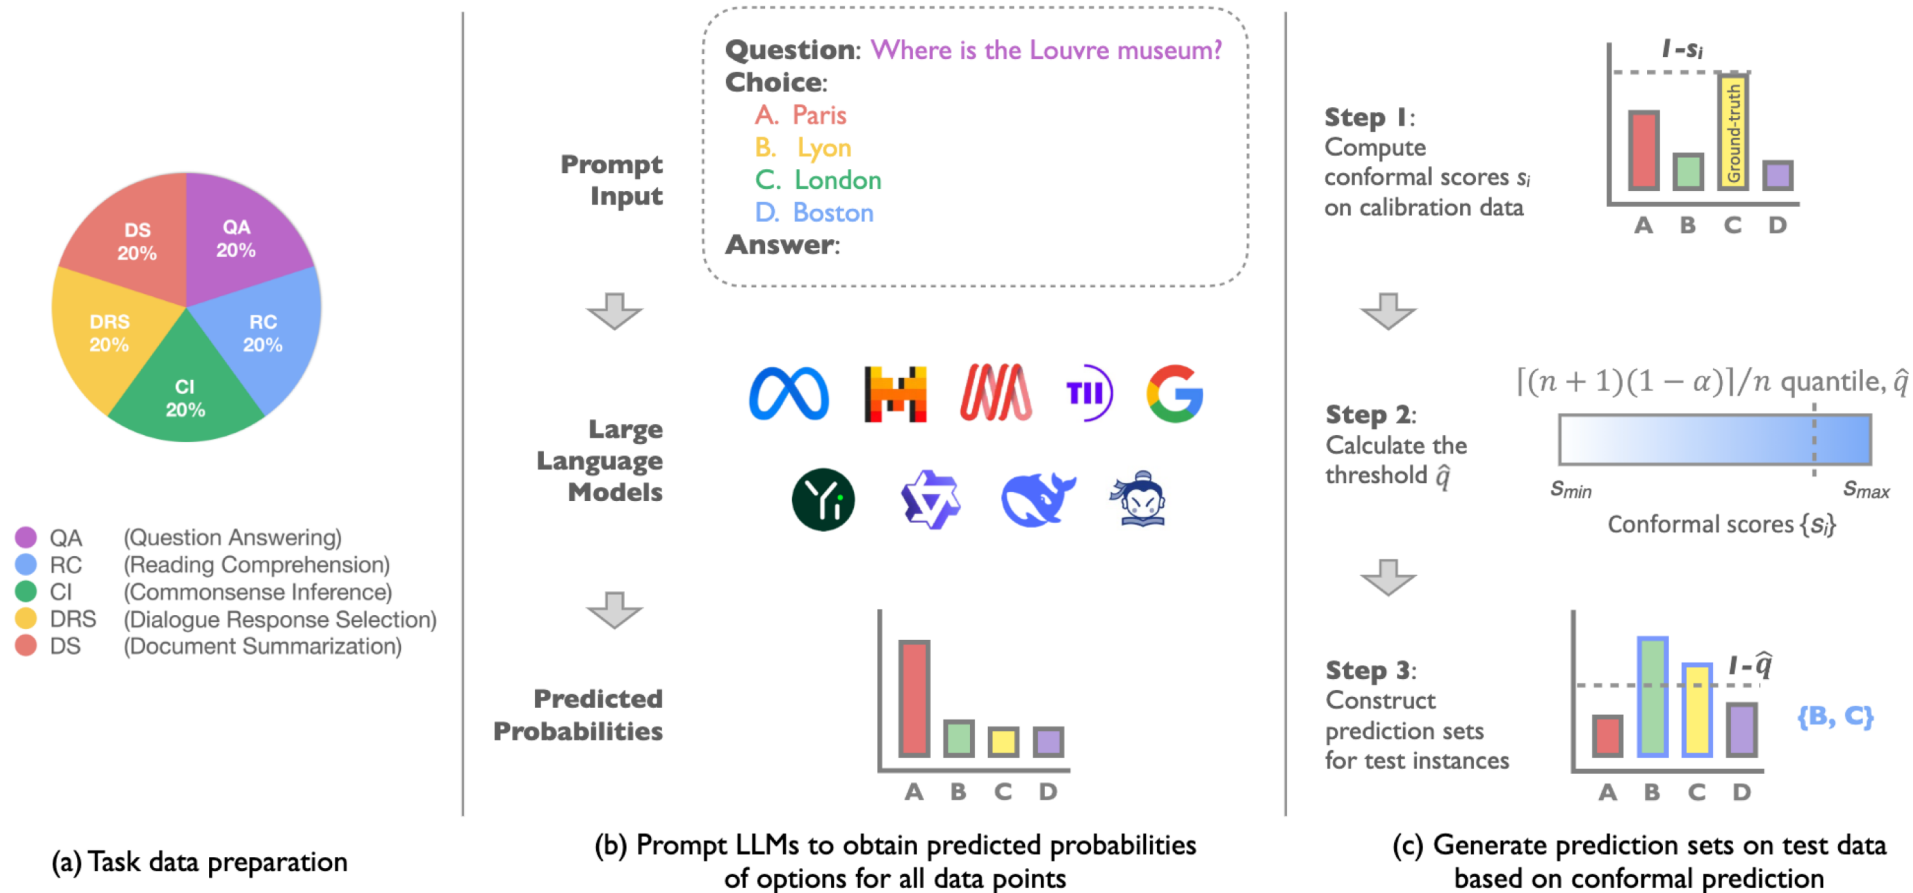 DS
20%
QA
20%
DRS
20%
RC
20%
CI
20%
QA (Question Answering)
RC (Reading Comprehension)
CI (Commonsense Inference)
DRS (Dialogue Response Selection)
DS (Document Summarization)
(a) Task data preparation
Prompt
Input
Question: Where is the Louvre museum?
Choice:
A. Paris
B. Lyon
C. London
D. Boston
Answer:
Large
Language
Models
TII
Yi
Predicted
Probabilities
A B C D
(b) Prompt LLMs to obtain predicted probabilities
of options for all data points
Step 1:
Compute
conformal scores sᵢ
on calibration data
1-sᵢ
Ground-truth
A B C D
Step 2:
Calculate the
threshold q̂
⌈(n + 1)(1 − α)⌉/n quantile, q̂
Smin Smax
Conformal scores {sᵢ}
Step 3:
Construct
prediction sets
for test instances
1-q̂
{B, C}
A B C D
(c) Generate prediction sets on test data
based on conformal prediction